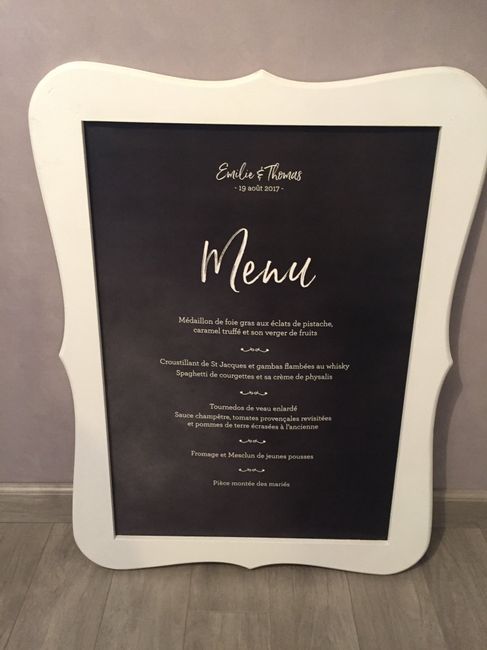 Emilie & Thomas
- 19 août 2017 -
Menu
Médaillon de foie gras aux éclats de pistache,
caramel truffé et son verger de fruits
Croustillant de St Jacques et gambas flambées au whisky
Spaghetti de courgettes et sa crème de physalis
Tournedos de veau enlardé
Sauce champêtre, tomates provençales revisitées
et pommes de terre écrasées à l'ancienne
Fromage et Mesclun de jeunes pousses
Pièce montée des mariés